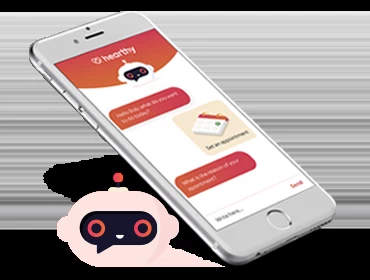 hearthy
Hello Bob, what do you want
to do today?
Set an appointment
What is the reason of your
apointment?
Send
Write here...